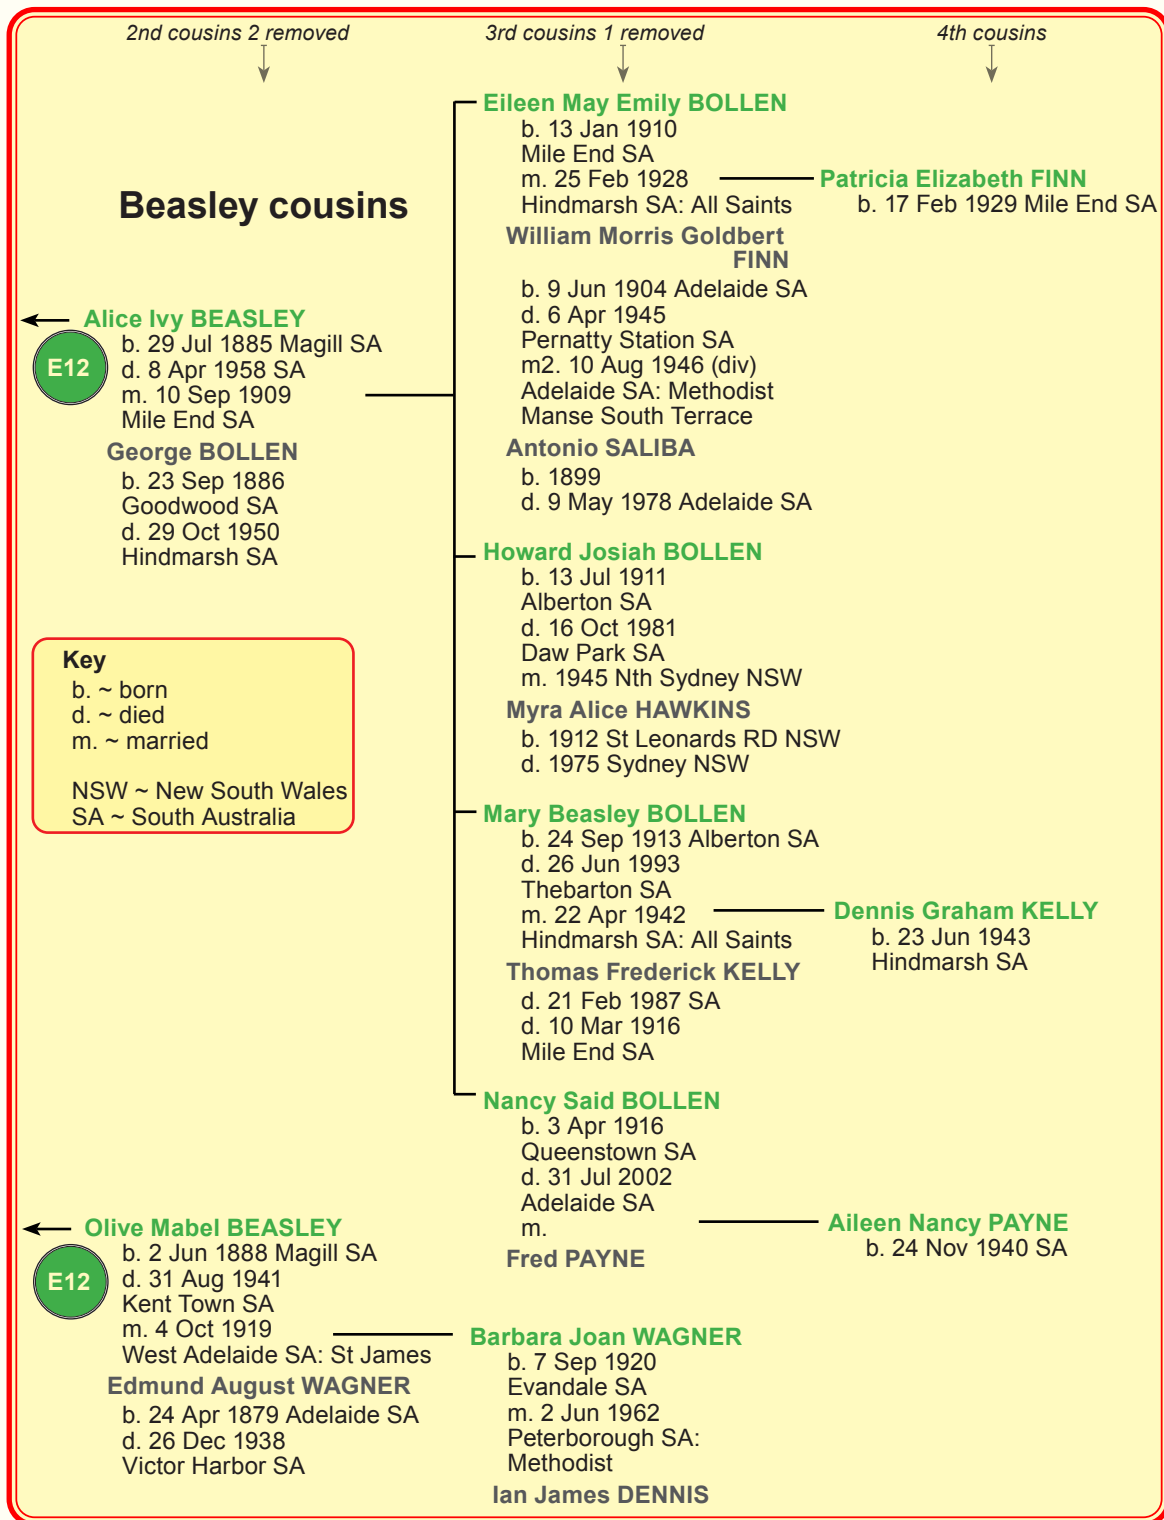 2nd cousins 2 removed
3rd cousins 1 removed
4th cousins
Beasley cousins
Alice Ivy BEASLEY
E12
b. 29 Jul 1885 Magill SA
d. 8 Apr 1958 SA
m. 10 Sep 1909
Mile End SA
George BOLLEN
b. 23 Sep 1886
Goodwood SA
d. 29 Oct 1950
Hindmarsh SA
Key
b. ~ born
d. ~ died
m. ~ married
NSW ~ New South Wales
SA ~ South Australia
Olive Mabel BEASLEY
E12
b. 2 Jun 1888 Magill SA
d. 31 Aug 1941
Kent Town SA
m. 4 Oct 1919
West Adelaide SA: St James
Edmund August WAGNER
b. 24 Apr 1879 Adelaide SA
d. 26 Dec 1938
Victor Harbor SA
Eileen May Emily BOLLEN
b. 13 Jan 1910
Mile End SA
m. 25 Feb 1928
Hindmarsh SA: All Saints
William Morris Goldbert
FINN
b. 9 Jun 1904 Adelaide SA
d. 6 Apr 1945
Pernatty Station SA
m2. 10 Aug 1946 (div)
Adelaide SA: Methodist
Manse South Terrace
Antonio SALIBA
b. 1899
d. 9 May 1978 Adelaide SA
Howard Josiah BOLLEN
b. 13 Jul 1911
Alberton SA
d. 16 Oct 1981
Daw Park SA
m. 1945 Nth Sydney NSW
Myra Alice HAWKINS
b. 1912 St Leonards RD NSW
d. 1975 Sydney NSW
Mary Beasley BOLLEN
b. 24 Sep 1913 Alberton SA
d. 26 Jun 1993
Thebarton SA
m. 22 Apr 1942
Hindmarsh SA: All Saints
Thomas Frederick KELLY
d. 21 Feb 1987 SA
d. 10 Mar 1916
Mile End SA
Nancy Said BOLLEN
b. 3 Apr 1916
Queenstown SA
d. 31 Jul 2002
Adelaide SA
m.
Fred PAYNE
Barbara Joan WAGNER
b. 7 Sep 1920
Evandale SA
m. 2 Jun 1962
Peterborough SA:
Methodist
Ian James DENNIS
Patricia Elizabeth FINN
b. 17 Feb 1929 Mile End SA
Dennis Graham KELLY
b. 23 Jun 1943
Hindmarsh SA
Aileen Nancy PAYNE
b. 24 Nov 1940 SA